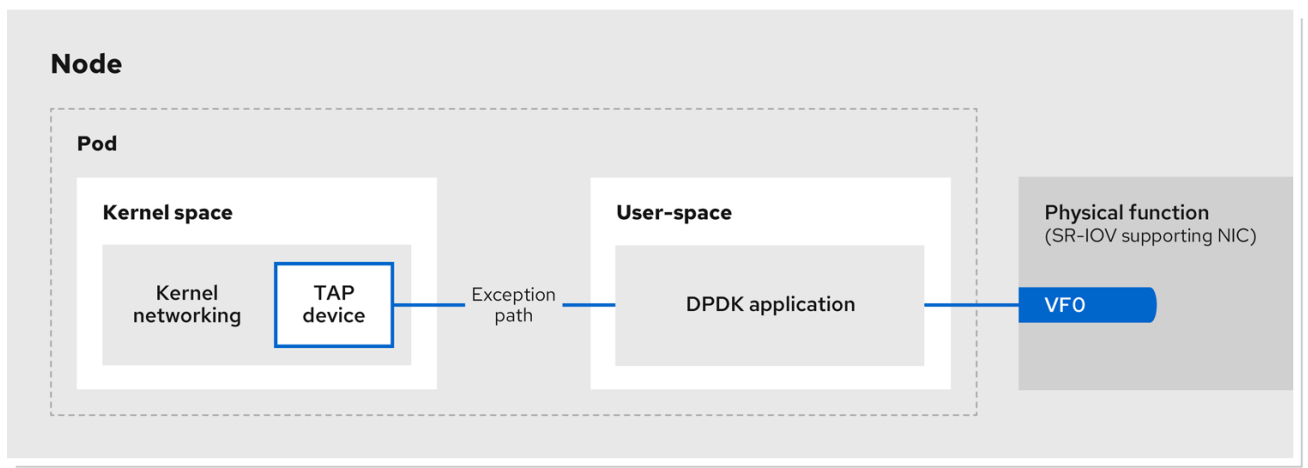 Node
Pod
Kernel space
Kernel
networking
TAP
device
Exception
path
User-space
DPDK application
Physical function
(SR-IOV supporting NIC)
VF0